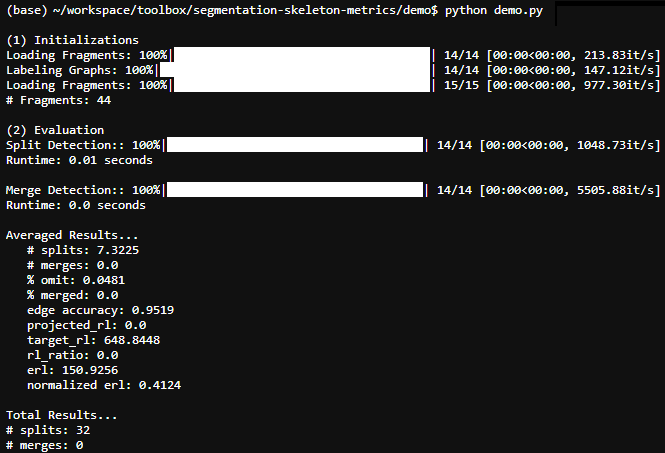 (base) ~/workspace/toolbox/segmentation-skeleton-metrics/demo$ python demo.py
(1) Initializations
Loading Fragments: 100%| | 14/14 [00:00<00:00, 213.83it/s]
Labeling Graphs: 100%| | 14/14 [00:00<00:00, 147.12it/s]
Loading Fragments: 100%| | 15/15 [00:00<00:00, 977.30it/s]
# Fragments: 44
(2) Evaluation
Split Detection:: 100%| | 14/14 [00:00<00:00, 1048.73it/s]
Runtime: 0.01 seconds
Merge Detection:: 100%| | 14/14 [00:00<00:00, 5505.88it/s]
Runtime: 0.0 seconds
Averaged Results...
# splits: 7.3225
# merges: 0.0
% omit: 0.0481
% merged: 0.0
edge accuracy: 0.9519
projected_rl: 0.0
target_rl: 648.8448
rl_ratio: 0.0
erl: 150.9256
normalized erl: 0.4124
Total Results...
# splits: 32
# merges: 0